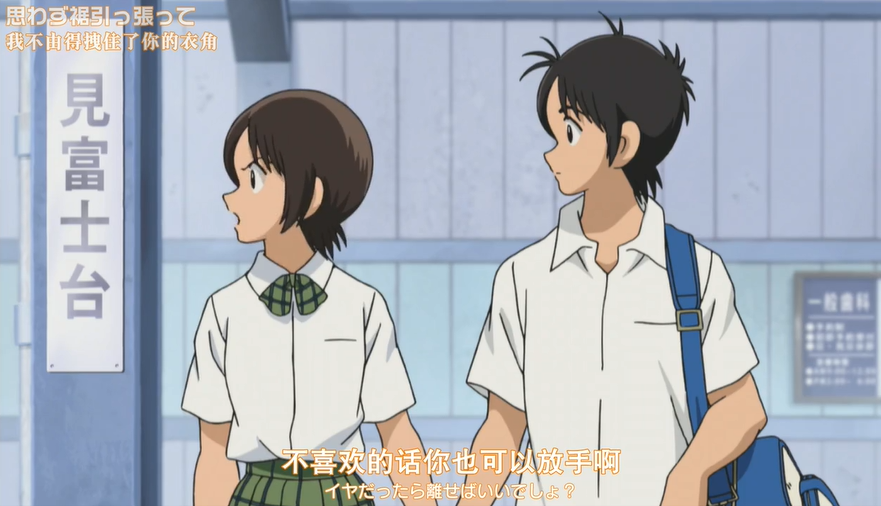 思わず裾引っ張って
我不由得拽住了你的衣角
見富士台
一般歯科
不喜欢的话你也可以放手啊
イヤだったら離せばいいでしょ？